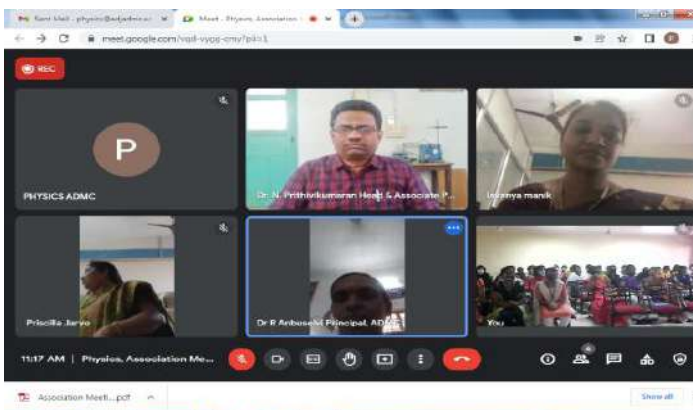 Meet - Physics Association
meet.google.com/
REC
P
PHYSICS ADMC
Dr. N. Prithivikumaran Head & Associate P...
manik
Priscilla
Dr R Anbuselvi Principal, ADMC
You
11:17 AM | Physics, Association Me...
Association Meeti....pdf
Show all